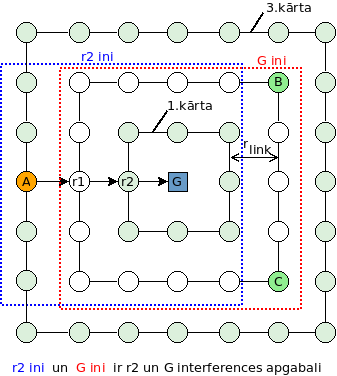 3.kārta
r2 ini
G ini
B
1.kārta
r link
A
r1
r2
G
C
r2 ini un G ini ir r2 un G interferences apgabali